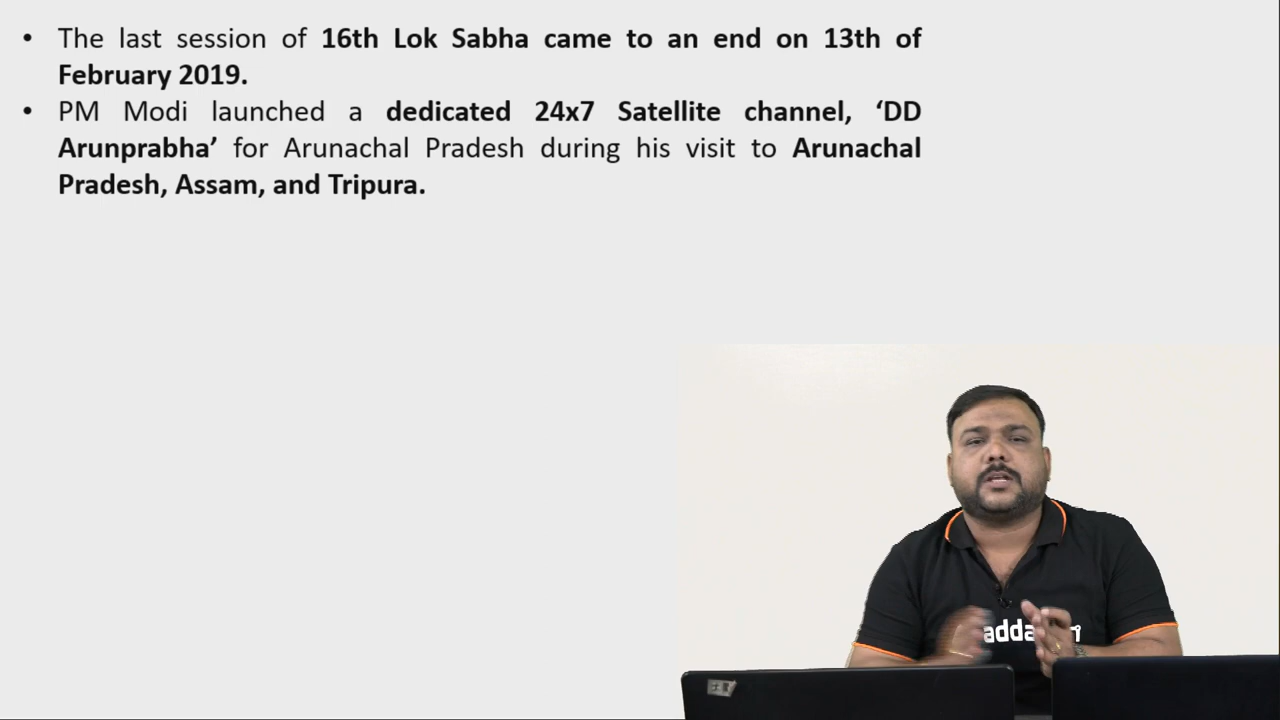 • The last session of 16th Lok Sabha came to an end on 13th of
February 2019.
• PM Modi launched a dedicated 24x7 Satellite channel, ‘DD
Arunprabha’ for Arunachal Pradesh during his visit to Arunachal
Pradesh, Assam, and Tripura.
adda